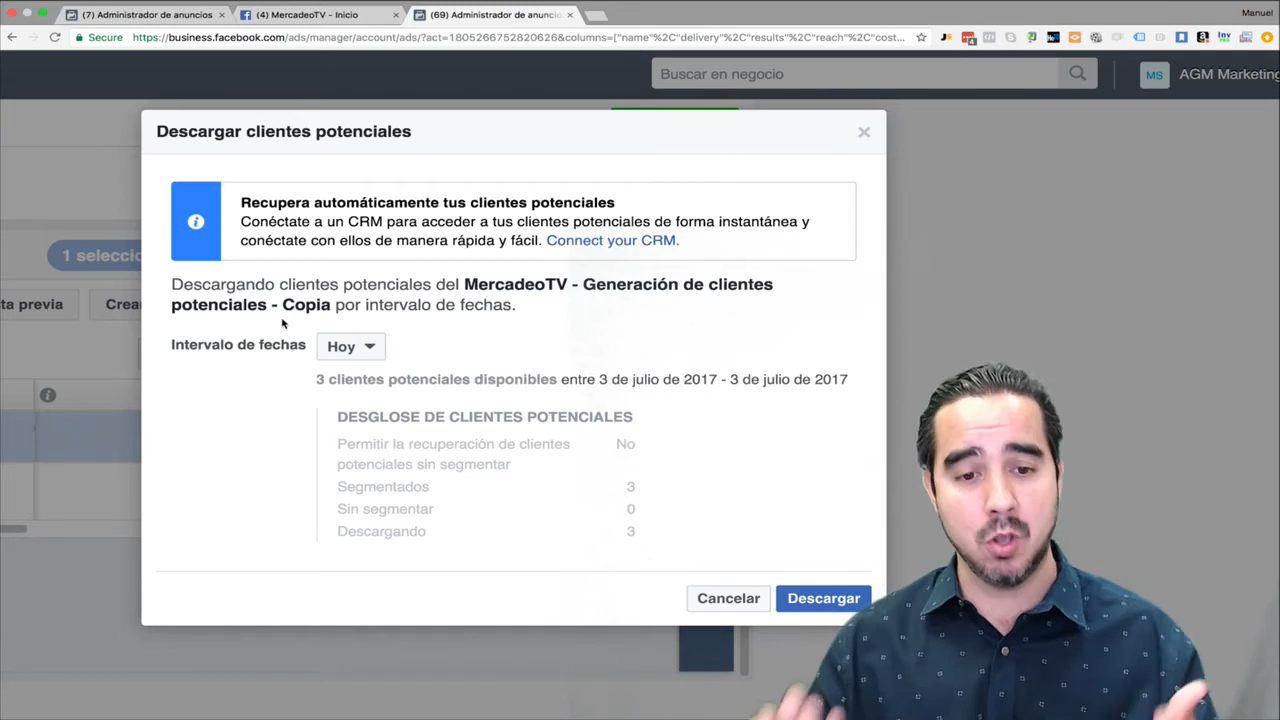 (7) Administrador de anuncios
(4) MercadeoTV - Inicio
(69) Administrador de anuncio
Manuel
Secure
https://business.facebook.com/ads/manager/account/ads/?act=1805266752820626&columns=["name"%2C"delivery"%2C"results"%2C"reach"%2C"cost...
Buscar en negocio
MS
AGM Marketing
Descargar clientes potenciales
Recupera automáticamente tus clientes potenciales
Conéctate a un CRM para acceder a tus clientes potenciales de forma instantánea y
conéctate con ellos de manera rápida y fácil. Connect your CRM.
1 selecció
ta previa
Crea
Descargando clientes potenciales del MercadeoTV - Generación de clientes
potenciales - Copia por intervalo de fechas.
Intervalo de fechas
Hoy
3 clientes potenciales disponibles entre 3 de julio de 2017 - 3 de julio de 2017
DESGLOSE DE CLIENTES POTENCIALES
Permitir la recuperación de clientes No
potenciales sin segmentar
Segmentados 3
Sin segmentar 0
Descargando 3
Cancelar
Descargar